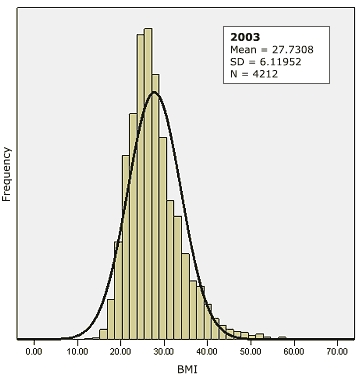 2003
Mean = 27.7308
SD = 6.11952
N = 4212
Frequency
0.00 10.00 20.00 30.00 40.00 50.00 60.00 70.00
BMI